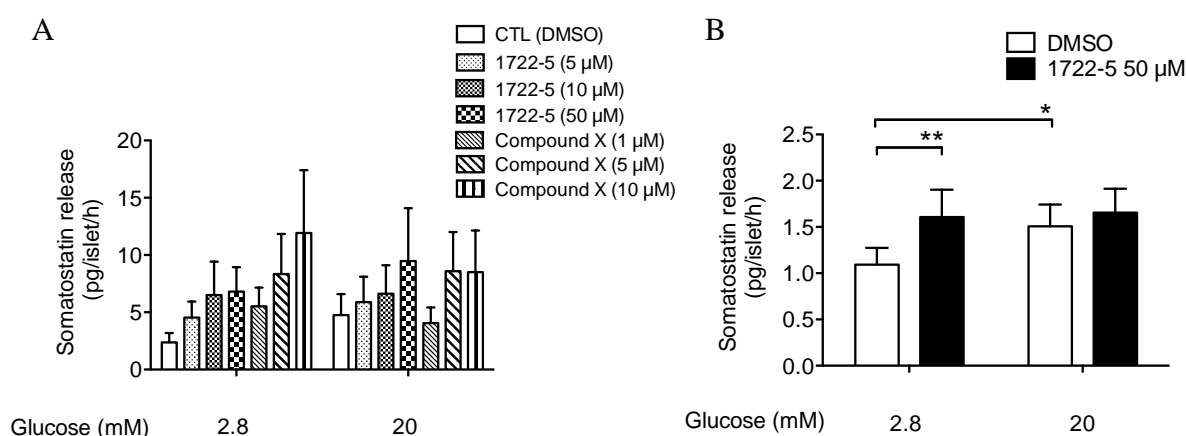 A
CTL (DMSO)
1722-5 (5 µM)
1722-5 (10 µM)
1722-5 (50 µM)
Compound X (1 µM)
Compound X (5 µM)
Compound X (10 µM)
Somatostatin release
(pg/islet/h)
20
15
10
5
0
Glucose (mM)
2.8
20
B
DMSO
1722-5 50 µM
*
**
Somatostatin release
(pg/islet/h)
2.5
2.0
1.5
1.0
0.5
0.0
Glucose (mM)
2.8
20